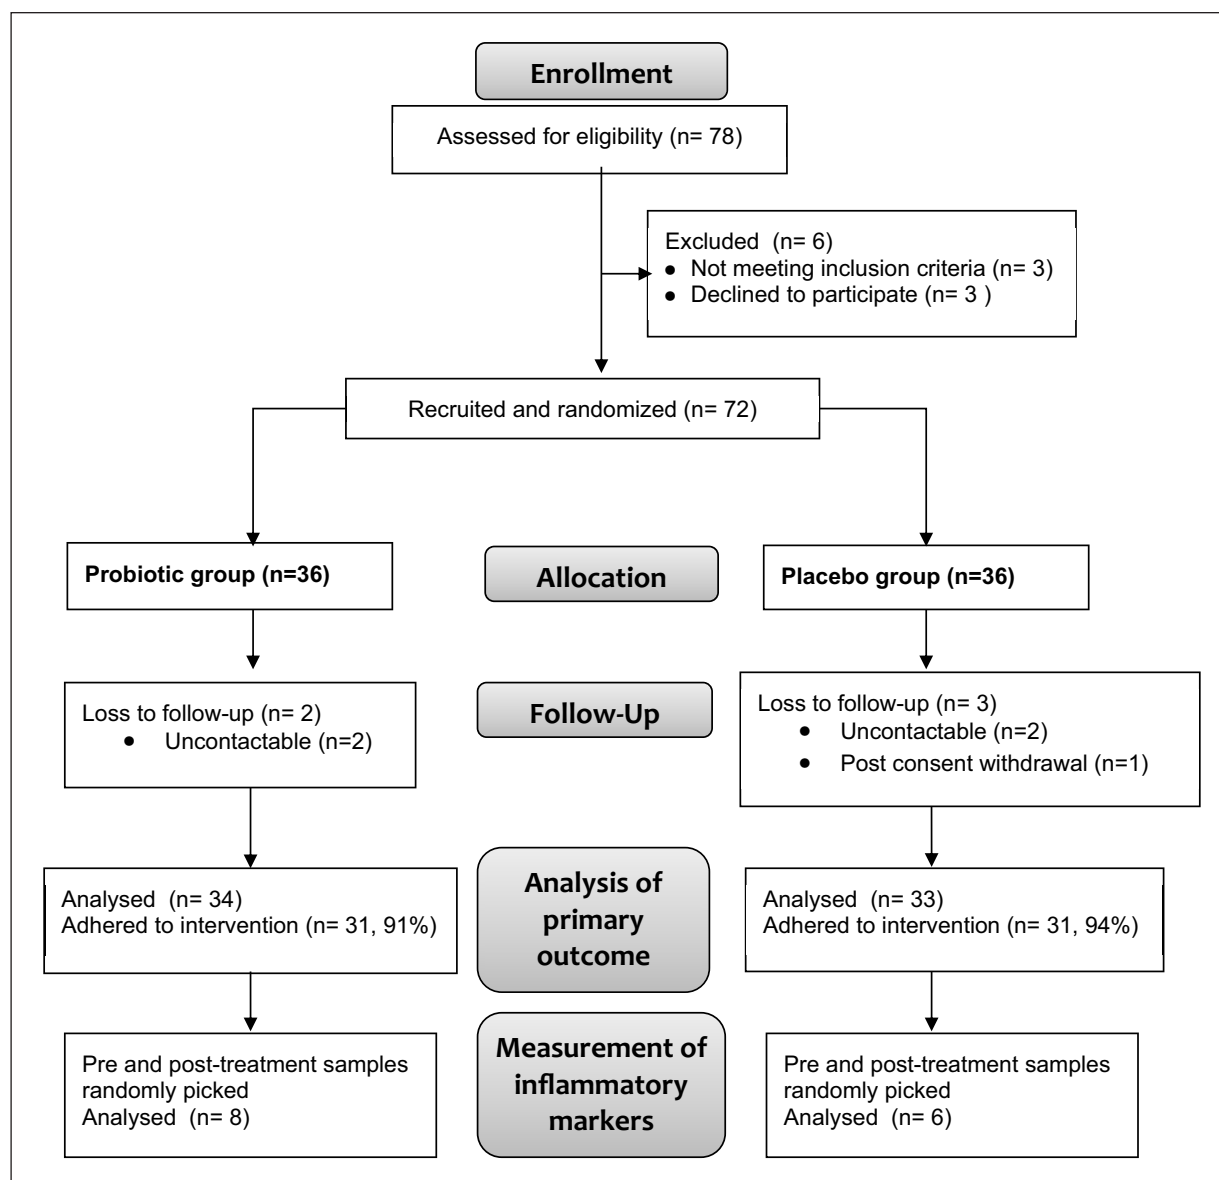 Enrollment
Assessed for eligibility (n= 78)
Excluded  (n= 6)
● Not meeting inclusion criteria (n= 3)
● Declined to participate (n= 3 )
Recruited and randomized (n= 72)
Probiotic group (n=36)
Allocation
Placebo group (n=36)
Loss to follow-up (n= 2)
● Uncontactable (n=2)
Follow-Up
Loss to follow-up (n= 3)
● Uncontactable (n=2)
● Post consent withdrawal (n=1)
Analysed  (n= 34)
Adhered to intervention (n= 31, 91%)
Analysis of
primary
outcome
Analysed  (n= 33)
Adhered to intervention (n= 31, 94%)
Pre and post-treatment samples
randomly picked
Analysed  (n= 8)
Measurement of
inflammatory
markers
Pre and post-treatment samples
randomly picked
Analysed  (n= 6)